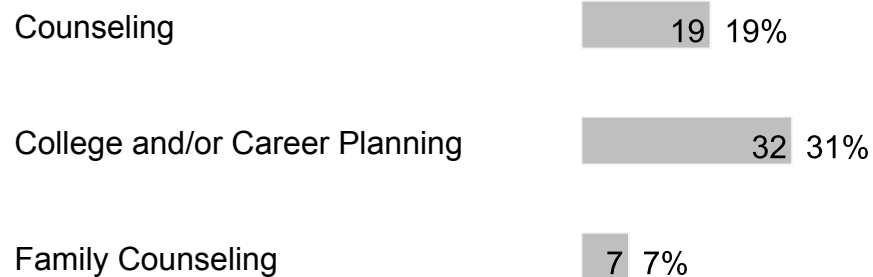 Counseling 19 19%
College and/or Career Planning 32 31%
Family Counseling 7 7%